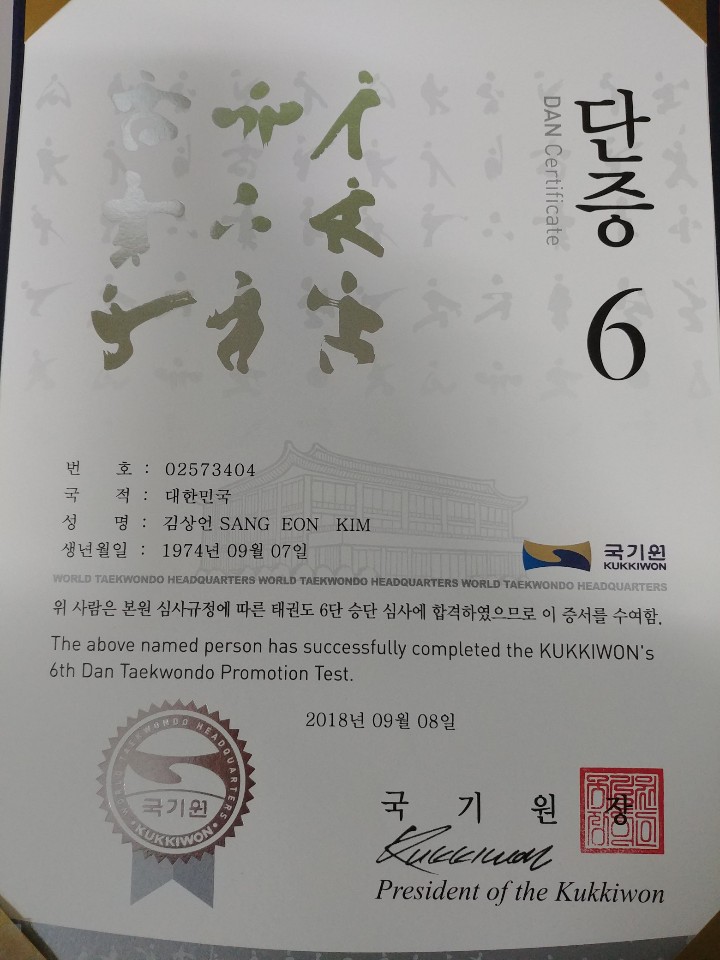 단증
DAN Certificate
6
번 호 : 02573404
국 적 : 대한민국
성 명 : 김상언 SANG EON KIM
생년월일 : 1974년 09월 07일
국기원
KUKKIWON
WORLD TAEKWONDO HEADQUARTERS WORLD TAEKWONDO HEADQUARTERS WORLD TAEKWONDO HEADQUARTERS
위 사람은 본원 심사규정에 따른 태권도 6단 승단 심사에 합격하였으므로 이 증서를 수여함.
The above named person has successfully completed the KUKKIWON's
6th Dan Taekwondo Promotion Test.
2018년 09월 08일
WORLD TAEKWONDO HEADQUARTERS
국기원
•KUKKIWON•
국 기 원 장
Kukkiwon
President of the Kukkiwon